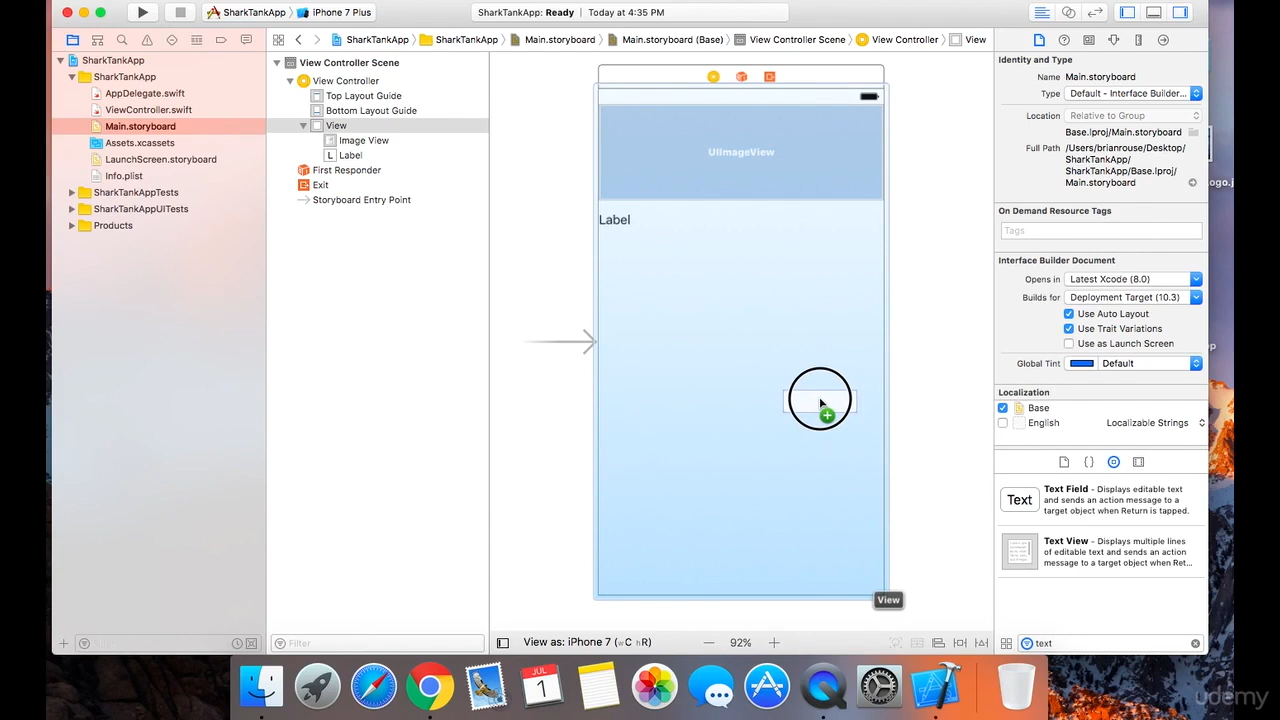 SharkTankApp
iPhone 7 Plus
SharkTankApp: Ready
Today at 4:35 PM
SharkTankApp
SharkTankApp
Main.storyboard
Main.storyboard (Base)
View Controller Scene
View Controller
View
SharkTankApp
SharkTankApp
AppDelegate.swift
ViewController.swift
Main.storyboard
Assets.xcassets
LaunchScreen.storyboard
Info.plist
SharkTankAppTests
SharkTankAppUITests
Products
View Controller Scene
View Controller
Top Layout Guide
Bottom Layout Guide
View
Image View
L Label
First Responder
Exit
Storyboard Entry Point
UIImageView
Label
View
Identity and Type
Name Main.storyboard
Type Default - Interface Builder...
Location Relative to Group
Base.lproj/Main.storyboard
Full Path /Users/brianrouse/Desktop/
SharkTankApp/
SharkTankApp/Base.lproj/
Main.storyboard
On Demand Resource Tags
Tags
Interface Builder Document
Opens in Latest Xcode (8.0)
Builds for Deployment Target (10.3)
Use Auto Layout
Use Trait Variations
Use as Launch Screen
Global Tint Default
Localization
Base
English Localizable Strings
Text
Text Field - Displays editable text
and sends an action message to a
target object when Return is tapped.
Text View - Displays multiple lines
of editable text and sends an action
message to a target object when Ret...
Filter
View as: iPhone 7 (wC hR)
— 92% +
text
ogo.j
JUL
1
udemy